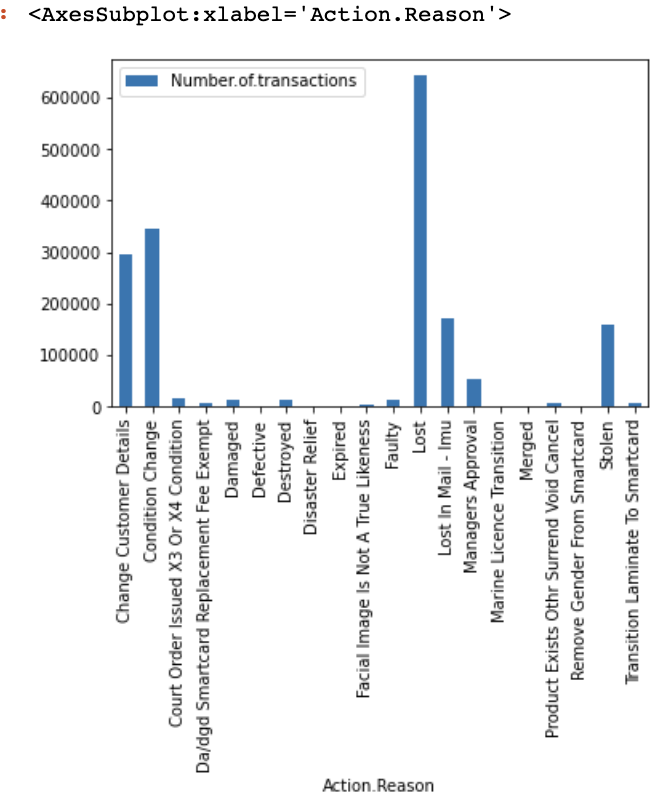 : <AxesSubplot:xlabel='Action.Reason'>
Number.of.transactions
600000
500000
400000
300000
200000
100000
0
Change Customer Details
Condition Change
Court Order Issued X3 Or X4 Condition
Da/dgd Smartcard Replacement Fee Exempt
Damaged
Defective
Destroyed
Disaster Relief
Expired
Facial Image Is Not A True Likeness
Faulty
Lost
Lost In Mail - Imu
Managers Approval
Marine Licence Transition
Merged
Product Exists Othr Surrend Void Cancel
Remove Gender From Smartcard
Stolen
Transition Laminate To Smartcard
Action.Reason